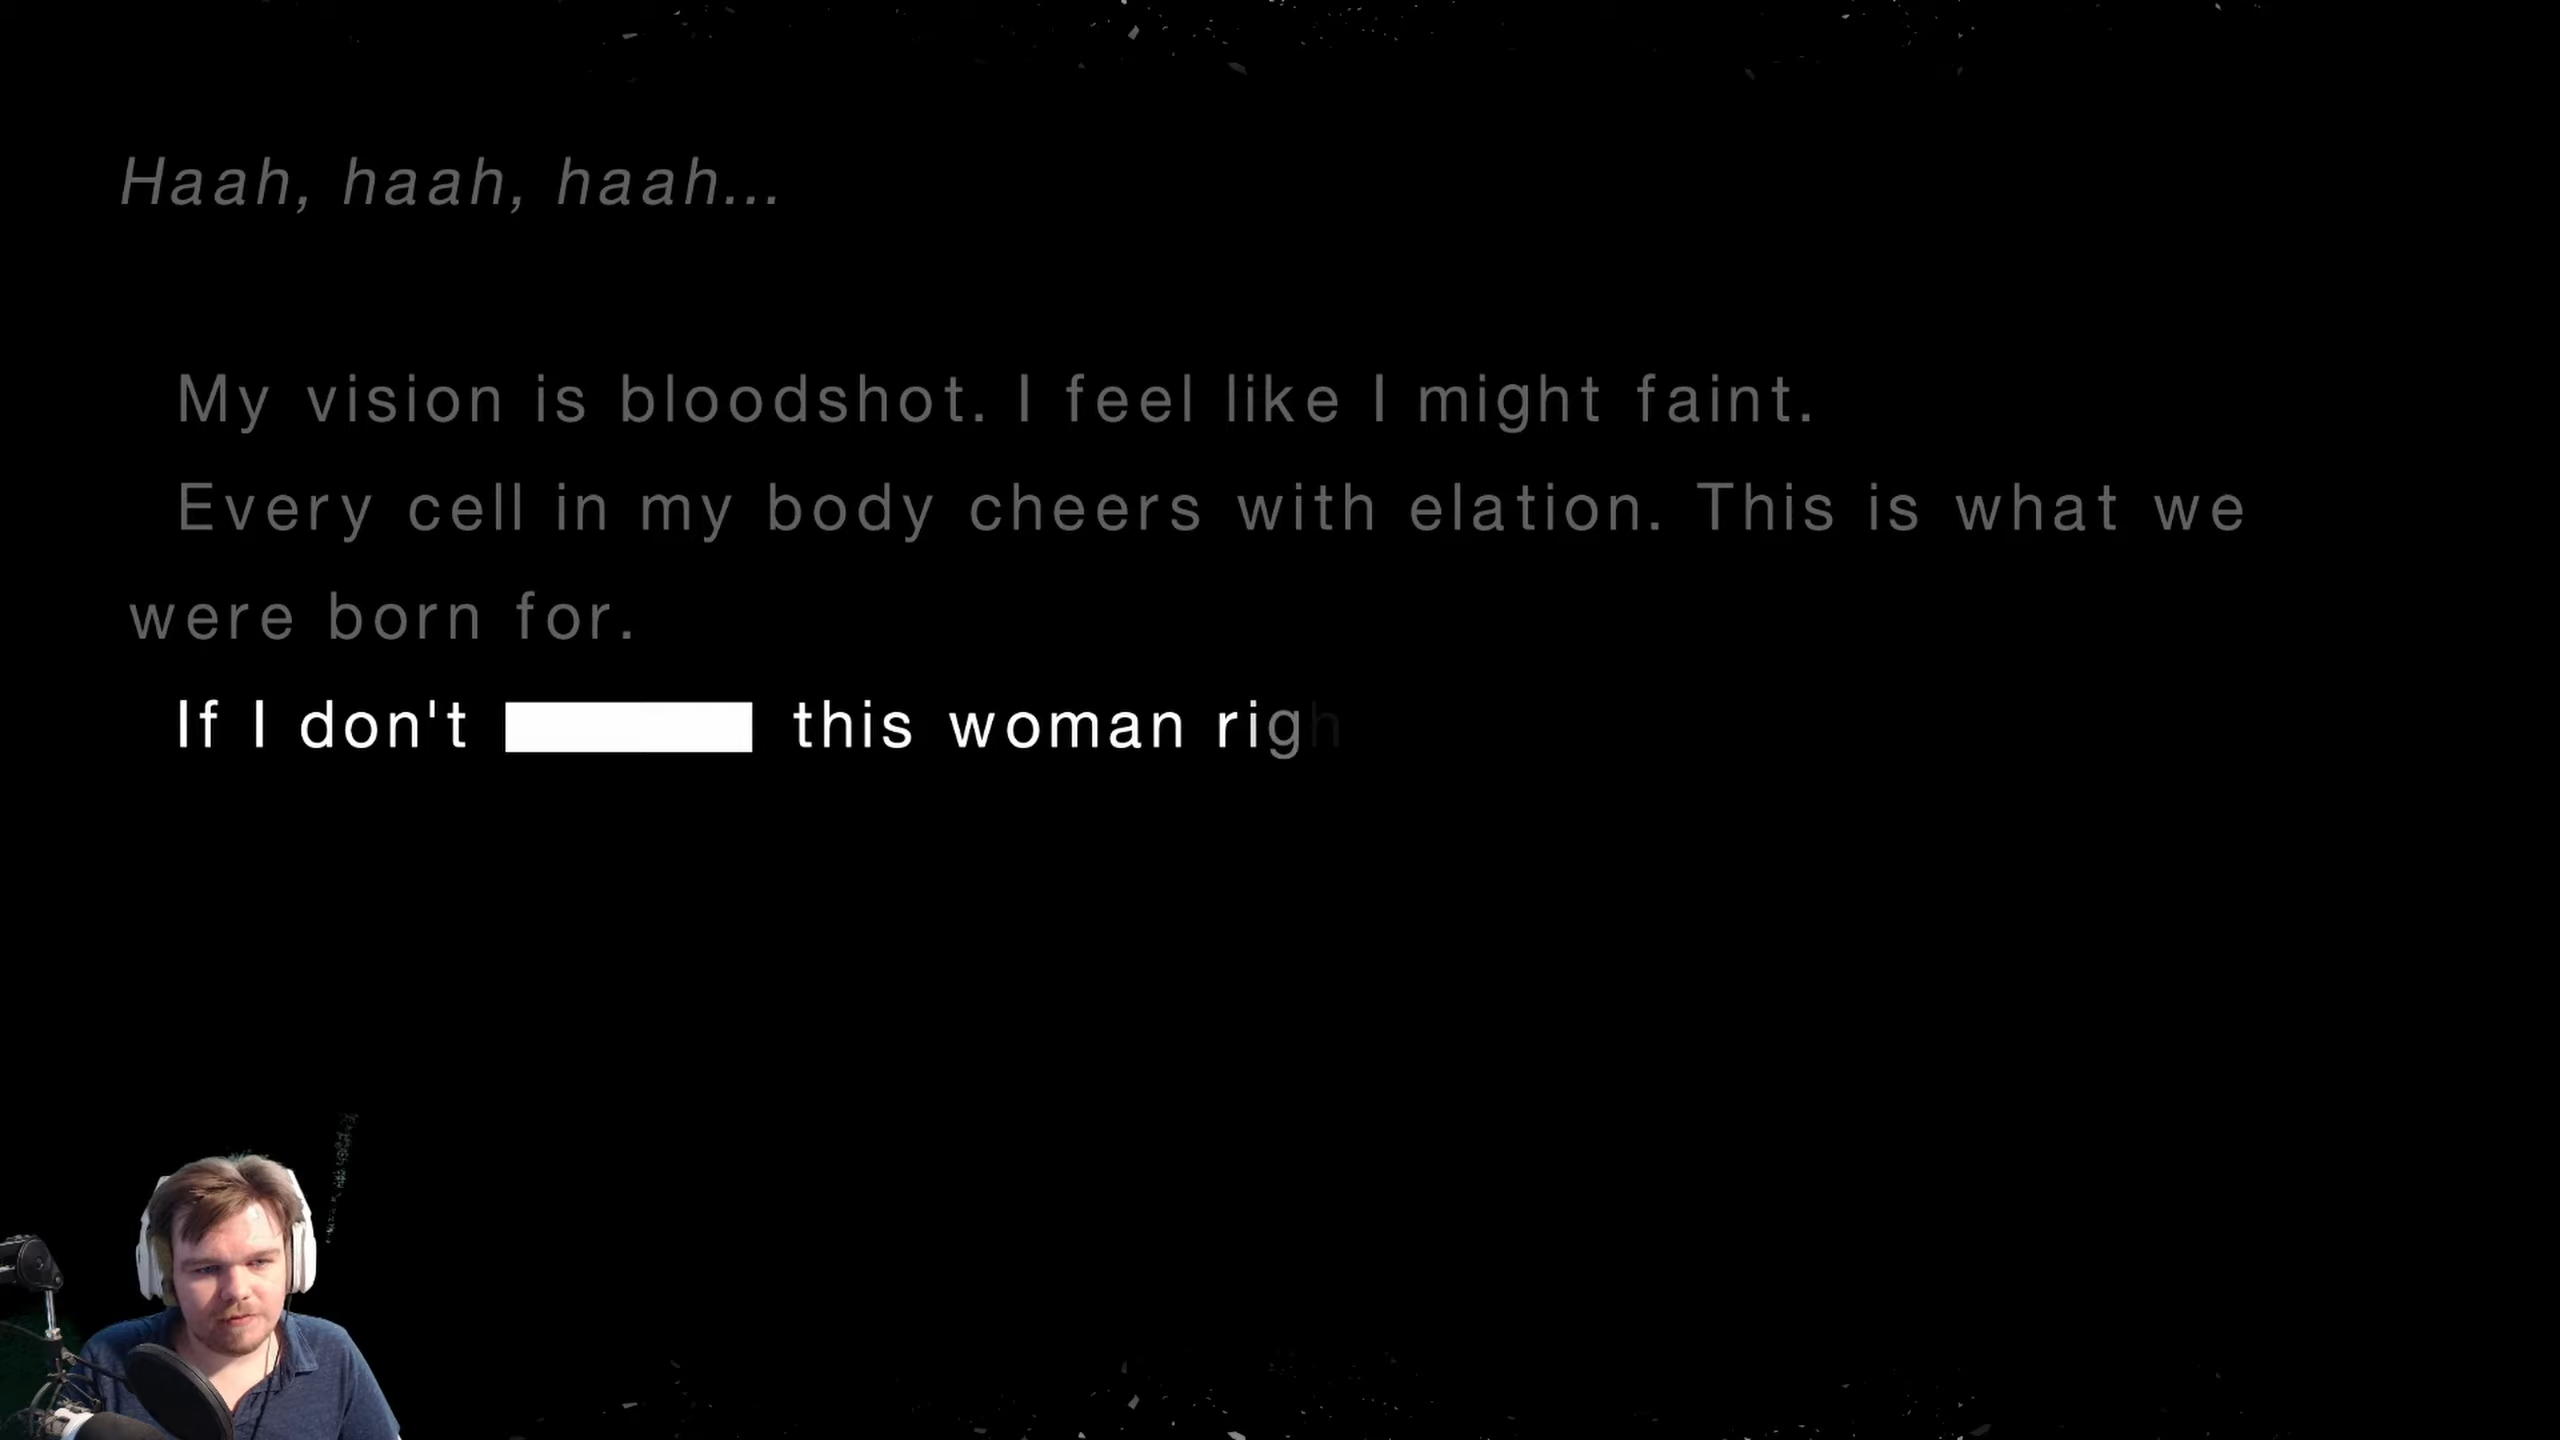 Haah, haah, haah...
My vision is bloodshot. I feel like I might faint.
Every cell in my body cheers with elation. This is what we
were born for.
If I don't this woman righ